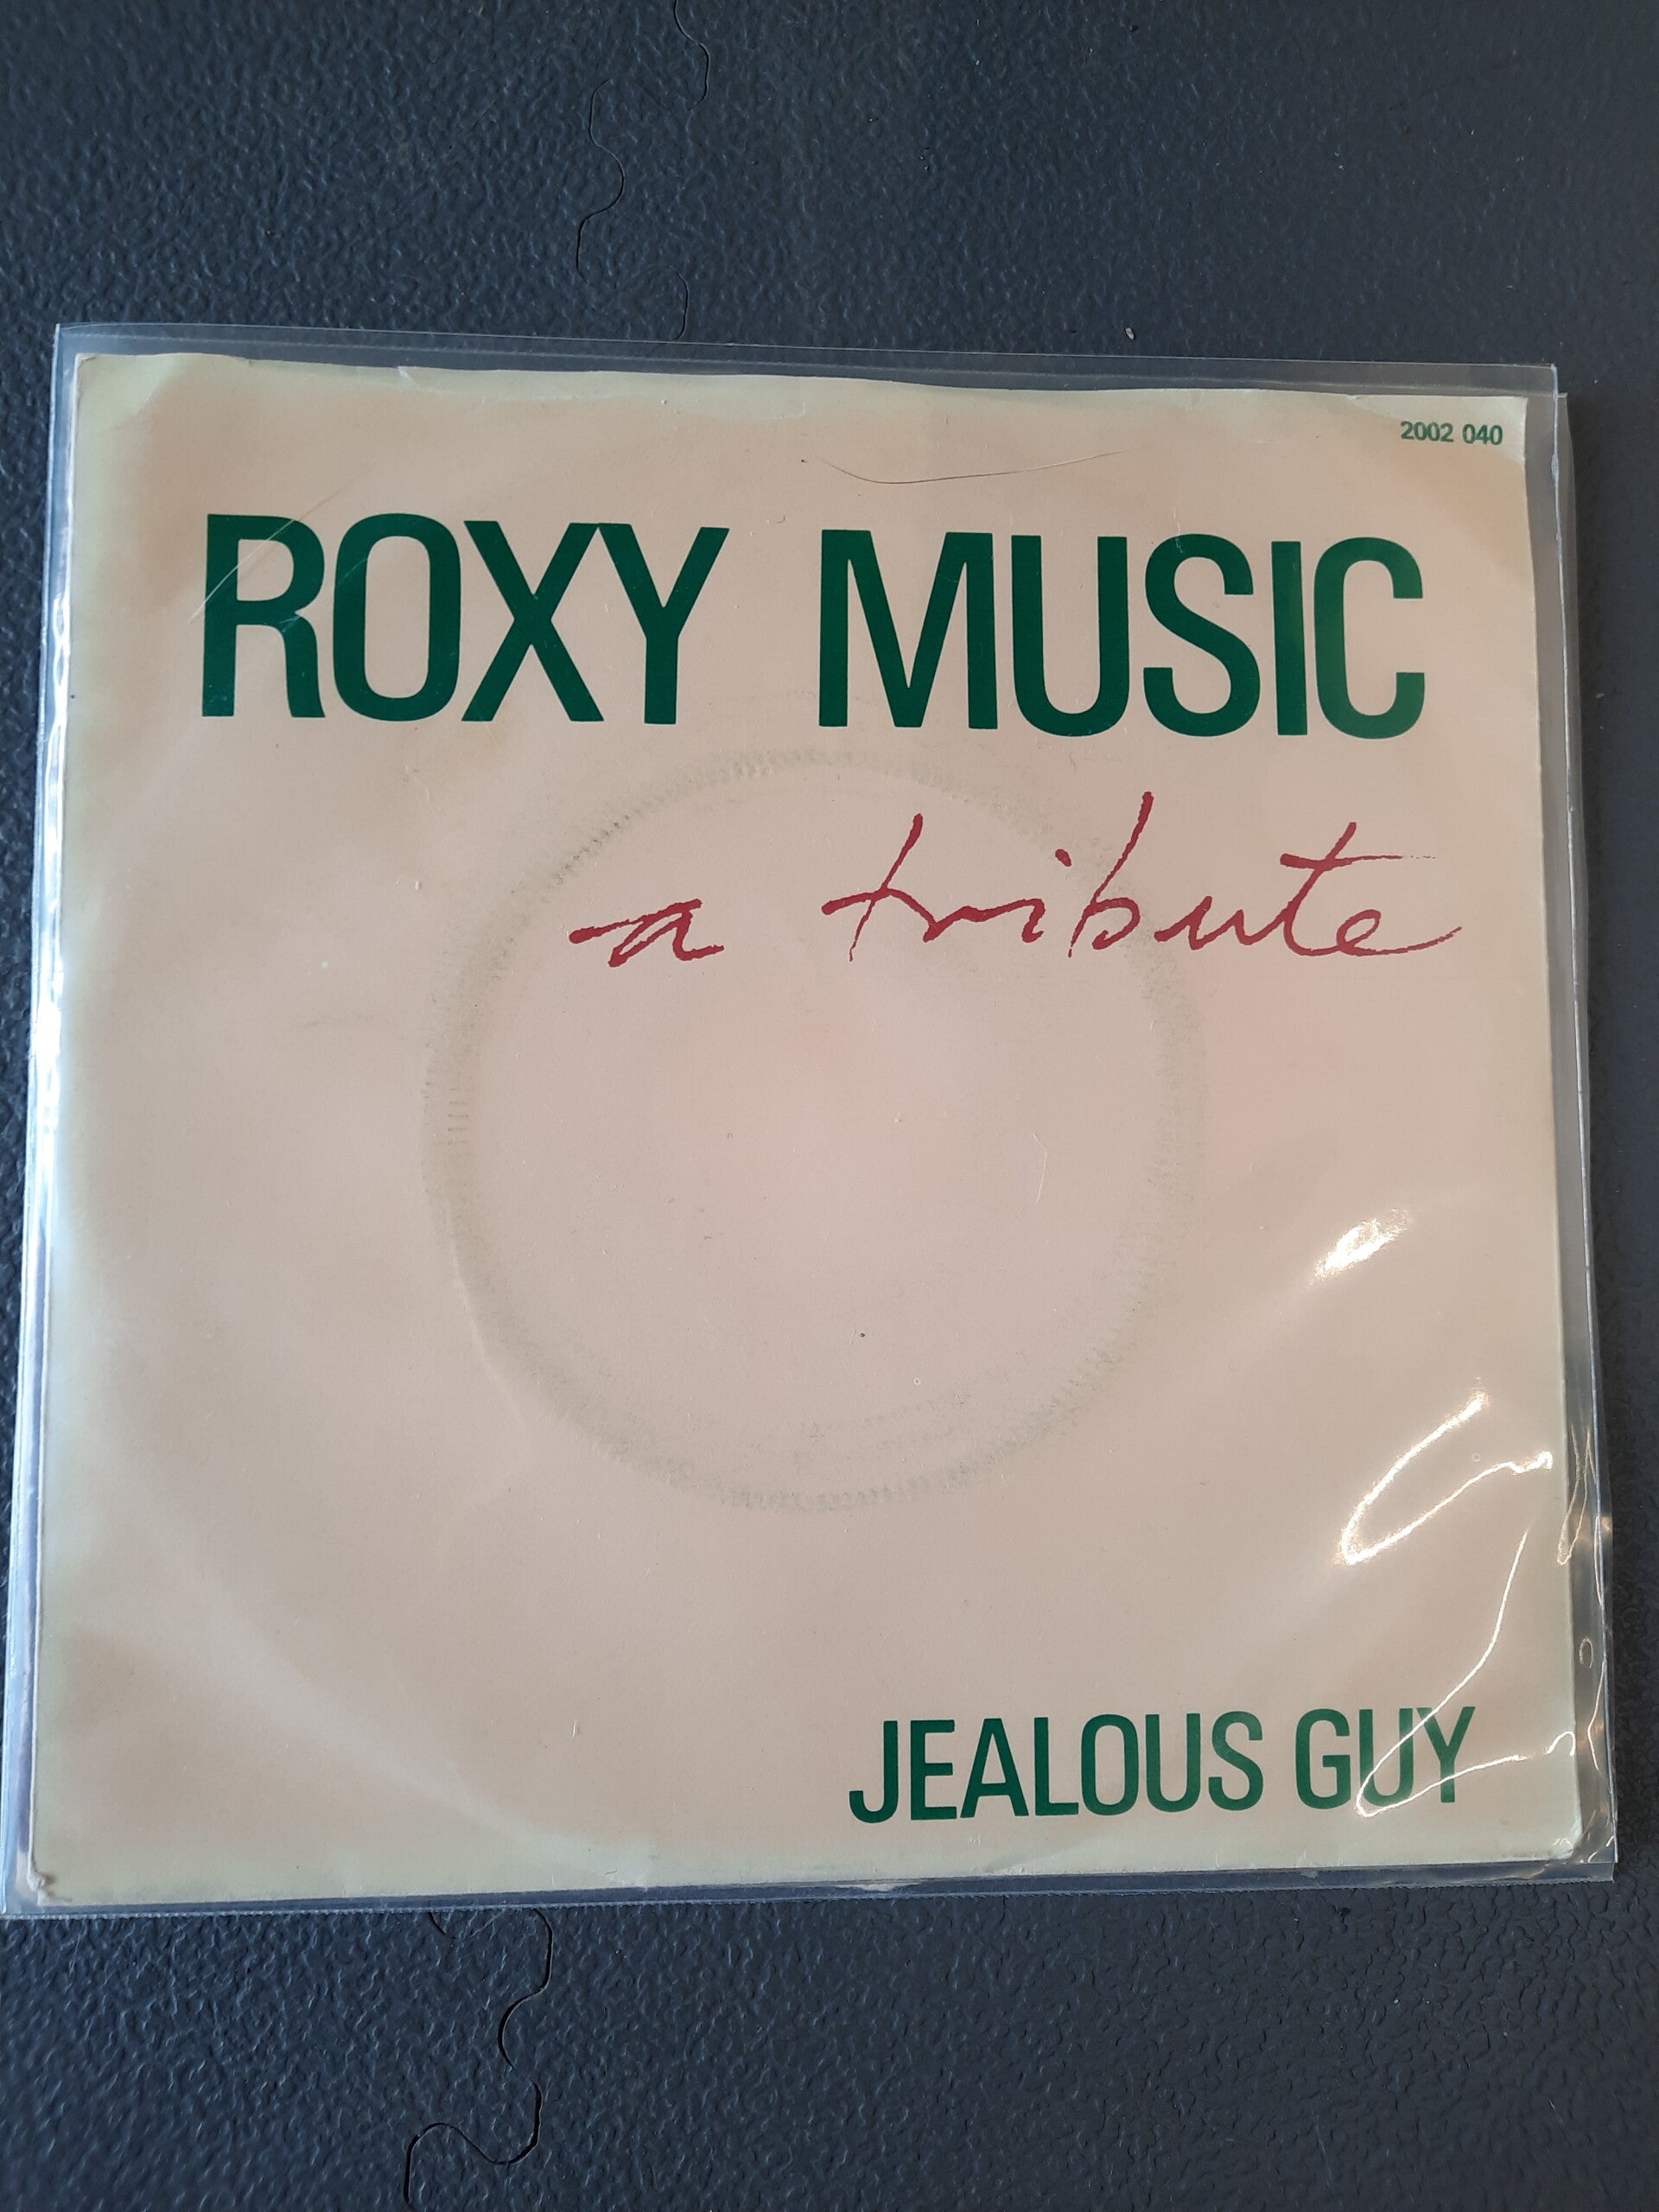 2002 040
ROXY MUSIC
a tribute
JEALOUS GUY